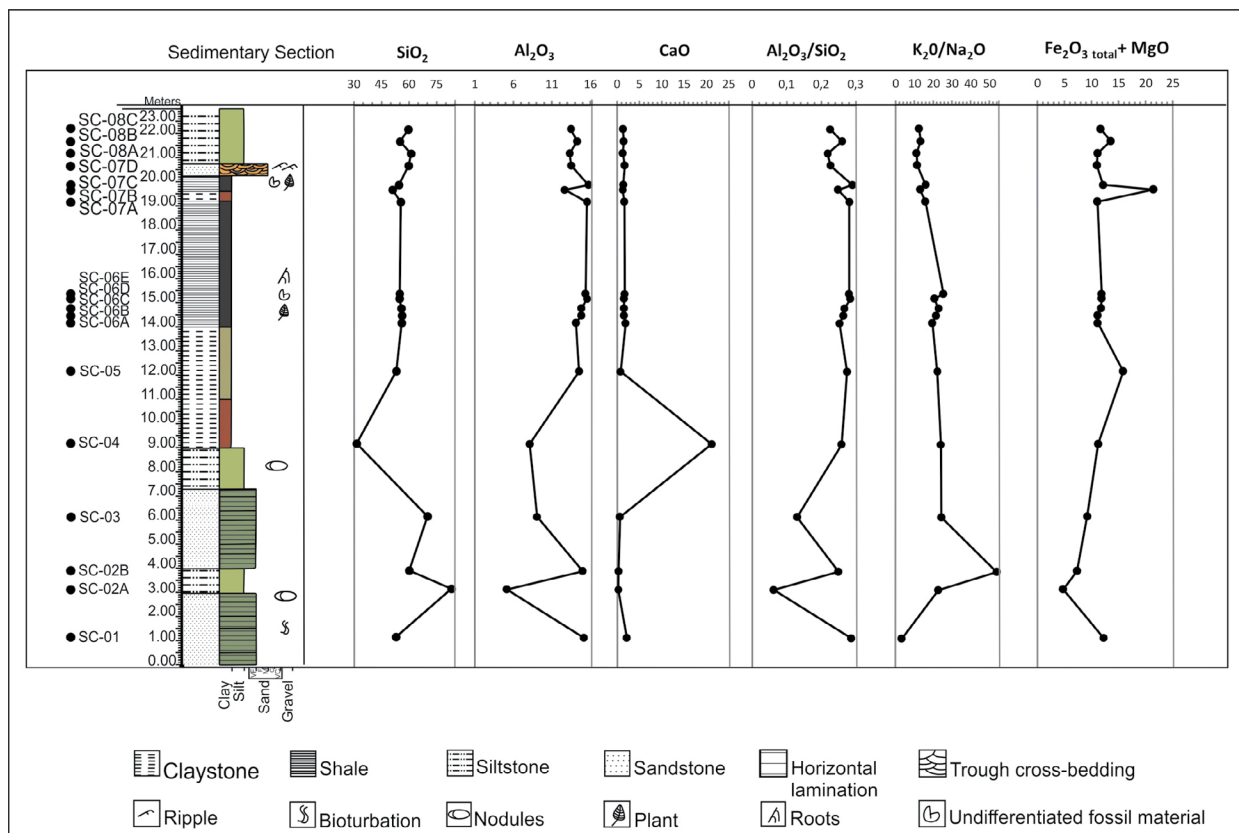 Sedimentary Section SiO₂ Al₂O₃ CaO Al₂O₃/SiO₂ K₂0/Na₂O Fe₂O₃ total+ MgO
Meters 30 45 60 75 1 6 11 16 0 5 10 15 20 25 0 0,1 0,2 0,3 0 10 20 30 40 50 0 5 10 15 20 25
23.00
SC-08C
22.00
SC-08B
SC-08A 21.00
SC-07D
20.00
SC-07C
SC-07B 19.00
SC-07A
18.00
17.00
SC-06E 16.00
SC-06D
SC-06C 15.00
SC-06B
SC-06A 14.00
13.00
SC-05 12.00
11.00
10.00
SC-04 9.00
8.00
7.00
SC-03 6.00
5.00
SC-02B 4.00
SC-02A 3.00
2.00
SC-01 1.00
0.00
Clay
Silt
Sand
Gravel
Claystone Shale Siltstone Sandstone Horizontal lamination Trough cross-bedding
Ripple Bioturbation Nodules Plant Roots Undifferentiated fossil material